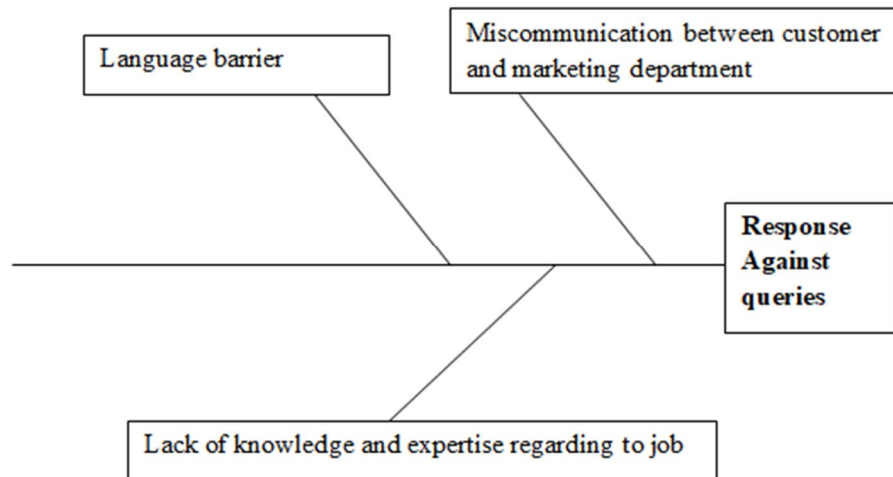 Language barrier
Miscommunication between customer
and marketing department
Response
Against
queries
Lack of knowledge and expertise regarding to job